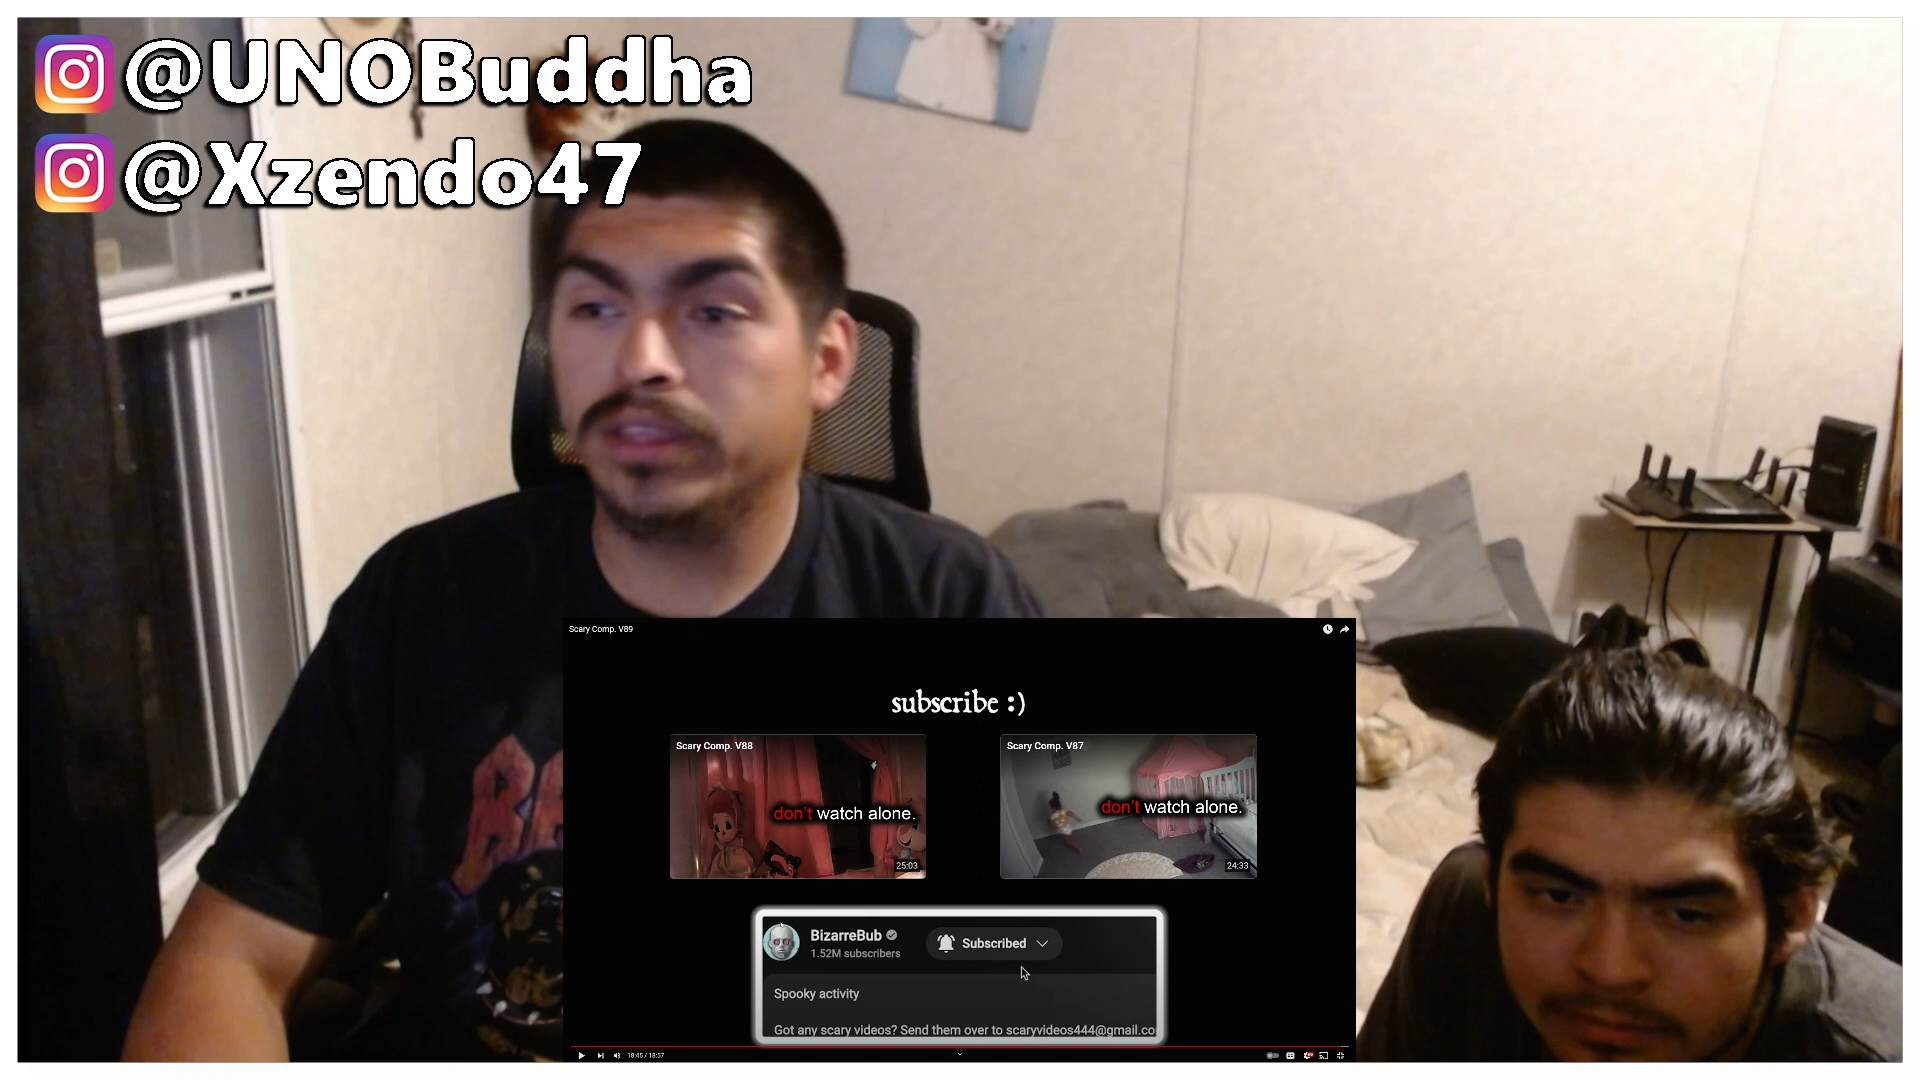 @UNOBuddha
@Xzendo47
Scary Comp. V89
subscribe :)
Scary Comp. V88
don't watch alone.
25:03
Scary Comp. V87
don't watch alone.
24:33
BizarreBub
1.52M subscribers
Subscribed
Spooky activity
Got any scary videos? Send them over to scaryvideos444@gmail.co
18:45 / 18:57